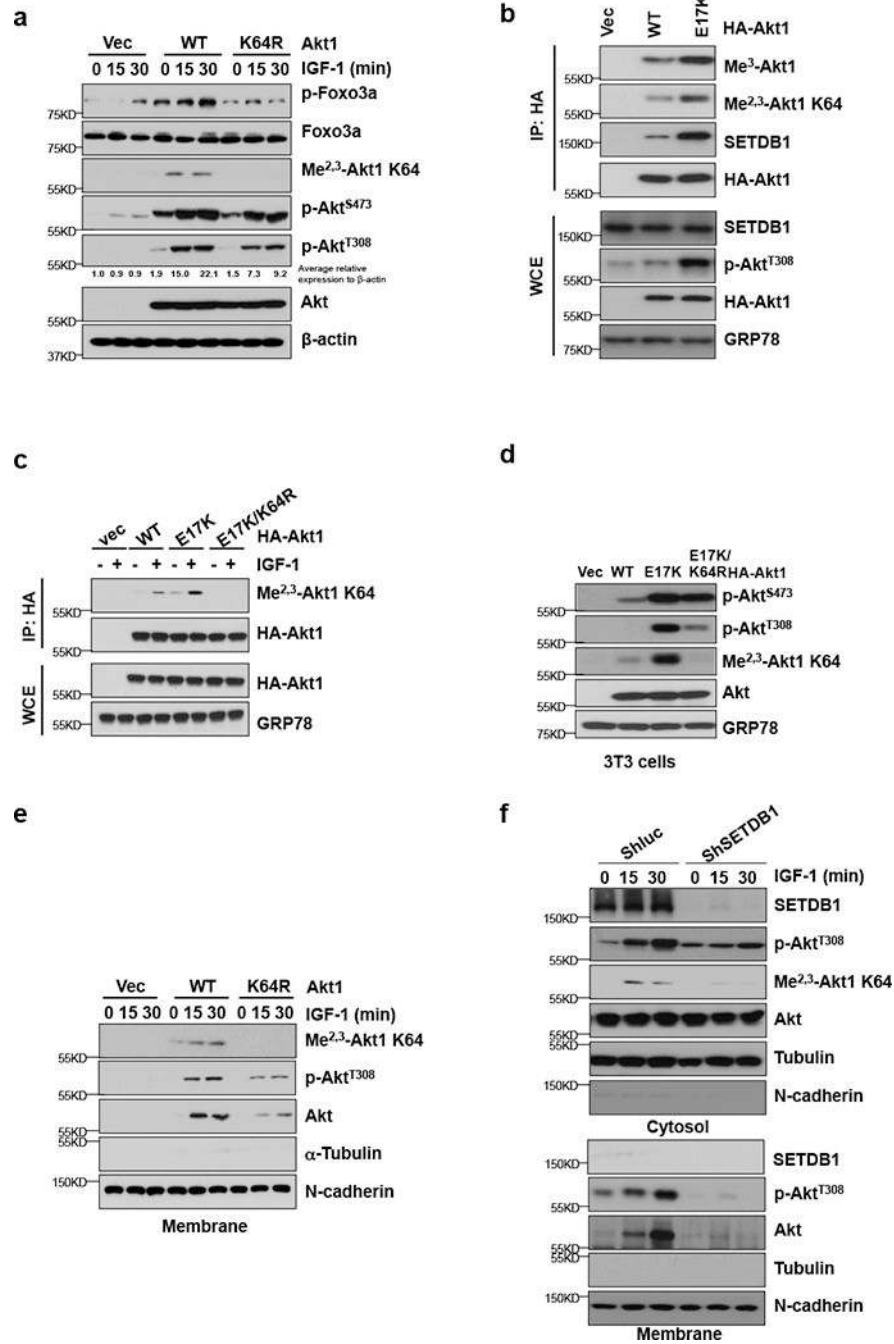 a
Vec WT K64R Akt1
0 15 30 0 15 30 0 15 30 IGF-1 (min)
p-Foxo3a
75KD
Foxo3a
75KD
Me2,3-Akt1 K64
55KD
p-AktS473
55KD
p-AktT308
55KD
1.0 0.9 0.9 1.9 15.0 22.1 1.5 7.3 9.2 Average relative
expression to β-actin
Akt
55KD
β-actin
37KD
b
Vec WT E17K HA-Akt1
IP: HA
Me3-Akt1
55KD
Me2,3-Akt1 K64
55KD
SETDB1
150KD
HA-Akt1
55KD
WCE
SETDB1
150KD
p-AktT308
55KD
HA-Akt1
55KD
GRP78
75KD
c
vec WT E17K E17K/K64R HA-Akt1
- + - + - + - + IGF-1
IP: HA
Me2,3-Akt1 K64
55KD
HA-Akt1
55KD
WCE
HA-Akt1
55KD
GRP78
55KD
d
E17K/
Vec WT E17K K64R HA-Akt1
p-AktS473
55KD
p-AktT308
55KD
Me2,3-Akt1 K64
55KD
Akt
55KD
GRP78
75KD
3T3 cells
e
Vec WT K64R Akt1
0 15 30 0 15 30 0 15 30 IGF-1 (min)
Me2,3-Akt1 K64
55KD
p-AktT308
55KD
Akt
55KD
55KD
α-Tubulin
150KD
N-cadherin
Membrane
f
Shluc ShSETDB1
0 15 30 0 15 30 IGF-1 (min)
SETDB1
150KD
p-AktT308
55KD
Me2,3-Akt1 K64
55KD
Akt
55KD
55KD
Tubulin
150KD
N-cadherin
Cytosol
SETDB1
150KD
p-AktT308
55KD
Akt
55KD
55KD
Tubulin
150KD
N-cadherin
Membrane